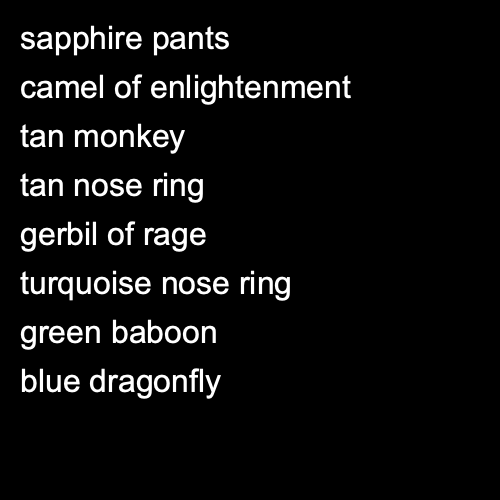 sapphire pants
camel of enlightenment
tan monkey
tan nose ring
gerbil of rage
turquoise nose ring
green baboon
blue dragonfly